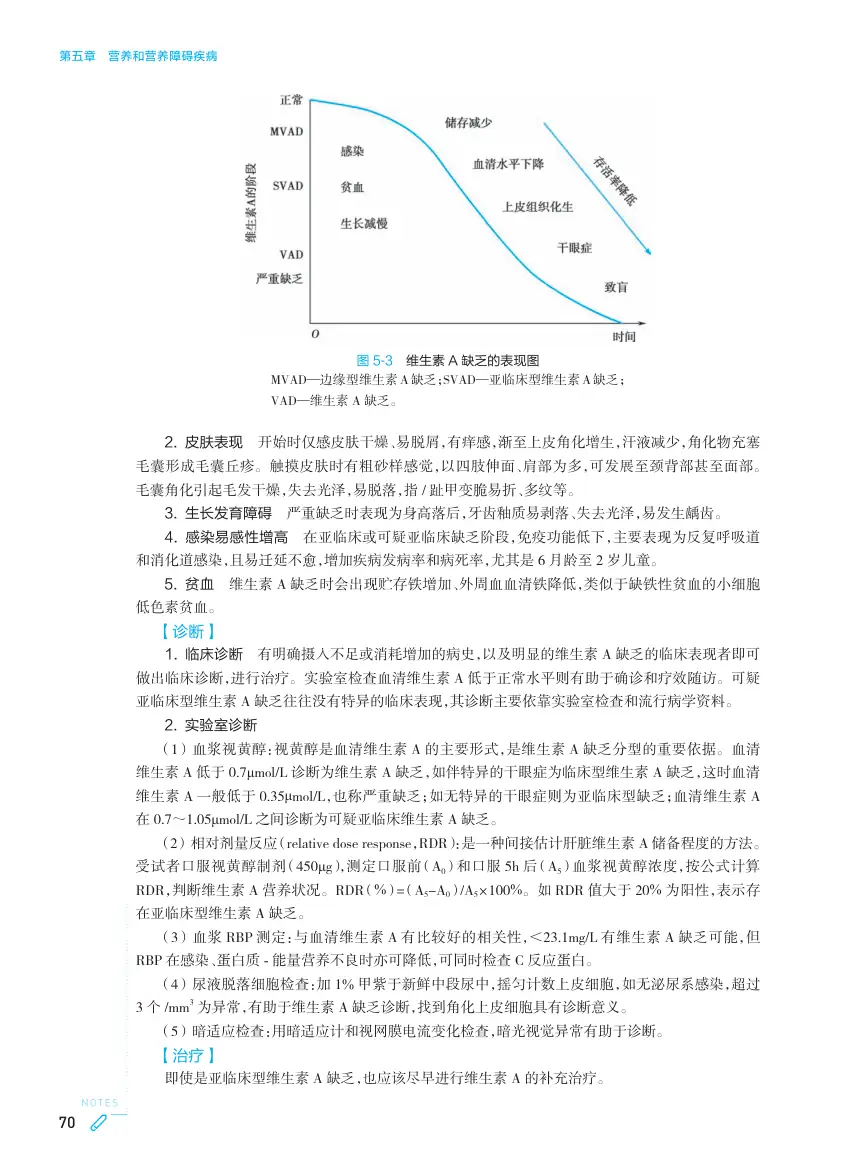 第五章 营养和营养障碍疾病
正常
MVAD
SVAD
VAD
严重缺乏
维生素A的阶段
感染
贫血
生长减慢
储存减少
血清水平下降
上皮组织化生
干眼症
致盲
存活率降低
O
时间
图 5-3 维生素 A 缺乏的表现图
MVAD—边缘型维生素 A 缺乏;SVAD—亚临床型维生素 A 缺乏;
VAD—维生素 A 缺乏。
2. 皮肤表现 开始时仅感皮肤干燥、易脱屑,有痒感,渐至上皮角化增生,汗液减少,角化物充塞
毛囊形成毛囊丘疹。触摸皮肤时有粗砂样感觉,以四肢伸面、肩部为多,可发展至颈背部甚至面部。
毛囊角化引起毛发干燥,失去光泽,易脱落,指 / 趾甲变脆易折、多纹等。
3. 生长发育障碍 严重缺乏时表现为身高落后,牙齿釉质易剥落、失去光泽,易发生龋齿。
4. 感染易感性增高 在亚临床或可疑亚临床缺乏阶段,免疫功能低下,主要表现为反复呼吸道
和消化道感染,且易迁延不愈,增加疾病发病率和病死率,尤其是 6 月龄至 2 岁儿童。
5. 贫血 维生素 A 缺乏时会出现贮存铁增加、外周血血清铁降低,类似于缺铁性贫血的小细胞
低色素贫血。
【诊断】
1. 临床诊断 有明确摄入不足或消耗增加的病史,以及明显的维生素 A 缺乏的临床表现者即可
做出临床诊断,进行治疗。实验室检查血清维生素 A 低于正常水平则有助于确诊和疗效随访。可疑
亚临床型维生素 A 缺乏往往没有特异的临床表现,其诊断主要依靠实验室检查和流行病学资料。
2. 实验室诊断
(1)血浆视黄醇:视黄醇是血清维生素 A 的主要形式,是维生素 A 缺乏分型的重要依据。血清
维生素 A 低于 0.7μmol/L 诊断为维生素 A 缺乏,如伴特异的干眼症为临床型维生素 A 缺乏,这时血清
维生素 A 一般低于 0.35μmol/L,也称严重缺乏;如无特异的干眼症则为亚临床型缺乏;血清维生素 A
在 0.7～1.05μmol/L 之间诊断为可疑亚临床维生素 A 缺乏。
(2)相对剂量反应(relative dose response,RDR):是一种间接估计肝脏维生素 A 储备程度的方法。
受试者口服视黄醇制剂(450μg),测定口服前(A₀)和口服 5h 后(A₅)血浆视黄醇浓度,按公式计算
RDR,判断维生素 A 营养状况。RDR(%)=(A₅−A₀)/A₅×100%。如 RDR 值大于 20% 为阳性,表示存
在亚临床型维生素 A 缺乏。
(3)血浆 RBP 测定:与血清维生素 A 有比较好的相关性,＜23.1mg/L 有维生素 A 缺乏可能,但
RBP 在感染、蛋白质 - 能量营养不良时亦可降低,可同时检查 C 反应蛋白。
(4)尿液脱落细胞检查:加 1% 甲紫于新鲜中段尿中,摇匀计数上皮细胞,如无泌尿系感染,超过
3 个 /mm³ 为异常,有助于维生素 A 缺乏诊断,找到角化上皮细胞具有诊断意义。
(5)暗适应检查:用暗适应计和视网膜电流变化检查,暗光视觉异常有助于诊断。
【治疗】
即使是亚临床型维生素 A 缺乏,也应该尽早进行维生素 A 的补充治疗。
NOTES
70